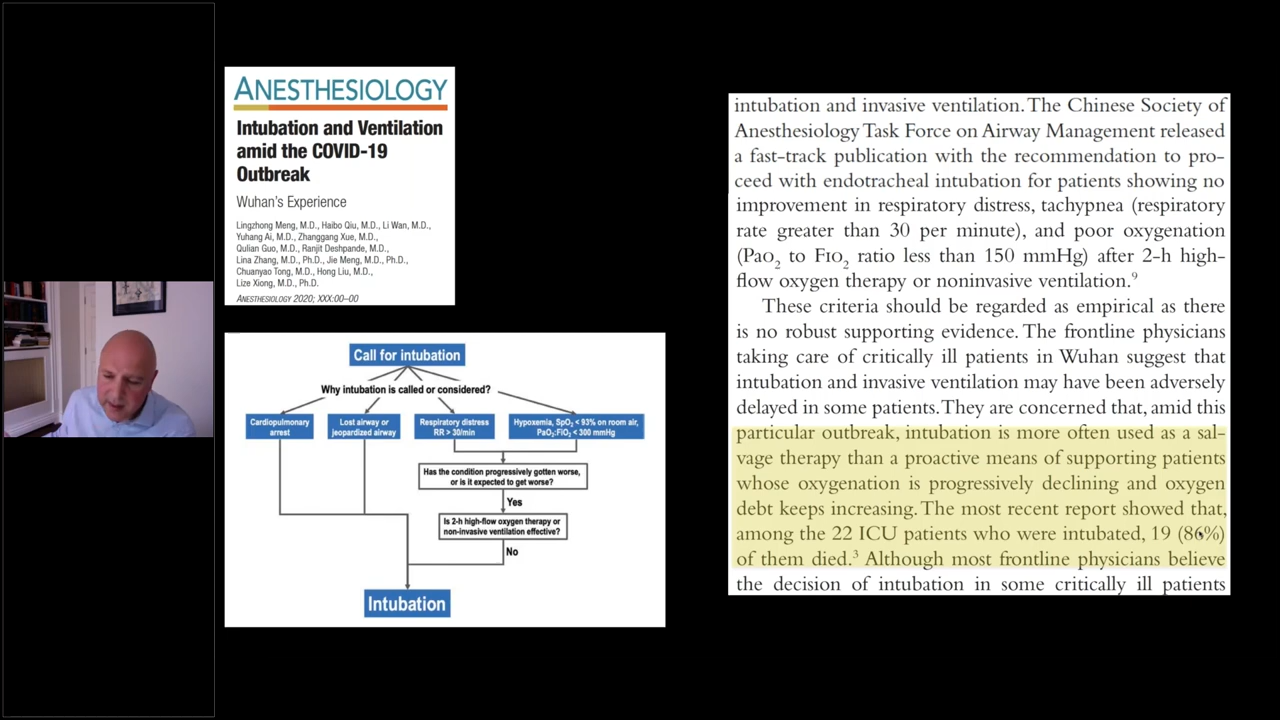 ANESTHESIOLOGY
Intubation and Ventilation
amid the COVID-19
Outbreak
Wuhan's Experience
Lingzhong Meng, M.D., Haibo Qiu, M.D., Li Wan, M.D.,
Yuhang Ai, M.D., Zhanggang Xue, M.D.,
Qulian Guo, M.D., Ranjit Deshpande, M.D.,
Lina Zhang, M.D., Ph.D., Jie Meng, M.D., Ph.D.,
Chuanyao Tong, M.D., Hong Liu, M.D.,
Lize Xiong, M.D., Ph.D.
ANESTHESIOLOGY 2020; XXX:00–00
Call for intubation
Why intubation is called or considered?
Cardiopulmonary
arrest
Lost airway or
jeopardized airway
Respiratory distress
RR > 30/min
Hypoxemia, SpO2 < 93% on room air,
PaO2:FiO2 < 300 mmHg
Has the condition progressively gotten worse,
or is it expected to get worse?
Yes
Is 2-h high-flow oxygen therapy or
non-invasive ventilation effective?
No
Intubation
intubation and invasive ventilation. The Chinese Society of
Anesthesiology Task Force on Airway Management released
a fast-track publication with the recommendation to pro-
ceed with endotracheal intubation for patients showing no
improvement in respiratory distress, tachypnea (respiratory
rate greater than 30 per minute), and poor oxygenation
(PaO2 to FIO2 ratio less than 150 mmHg) after 2-h high-
flow oxygen therapy or noninvasive ventilation.9
These criteria should be regarded as empirical as there
is no robust supporting evidence. The frontline physicians
taking care of critically ill patients in Wuhan suggest that
intubation and invasive ventilation may have been adversely
delayed in some patients. They are concerned that, amid this
particular outbreak, intubation is more often used as a sal-
vage therapy than a proactive means of supporting patients
whose oxygenation is progressively declining and oxygen
debt keeps increasing. The most recent report showed that,
among the 22 ICU patients who were intubated, 19 (86%)
of them died.3 Although most frontline physicians believe
the decision of intubation in some critically ill patients